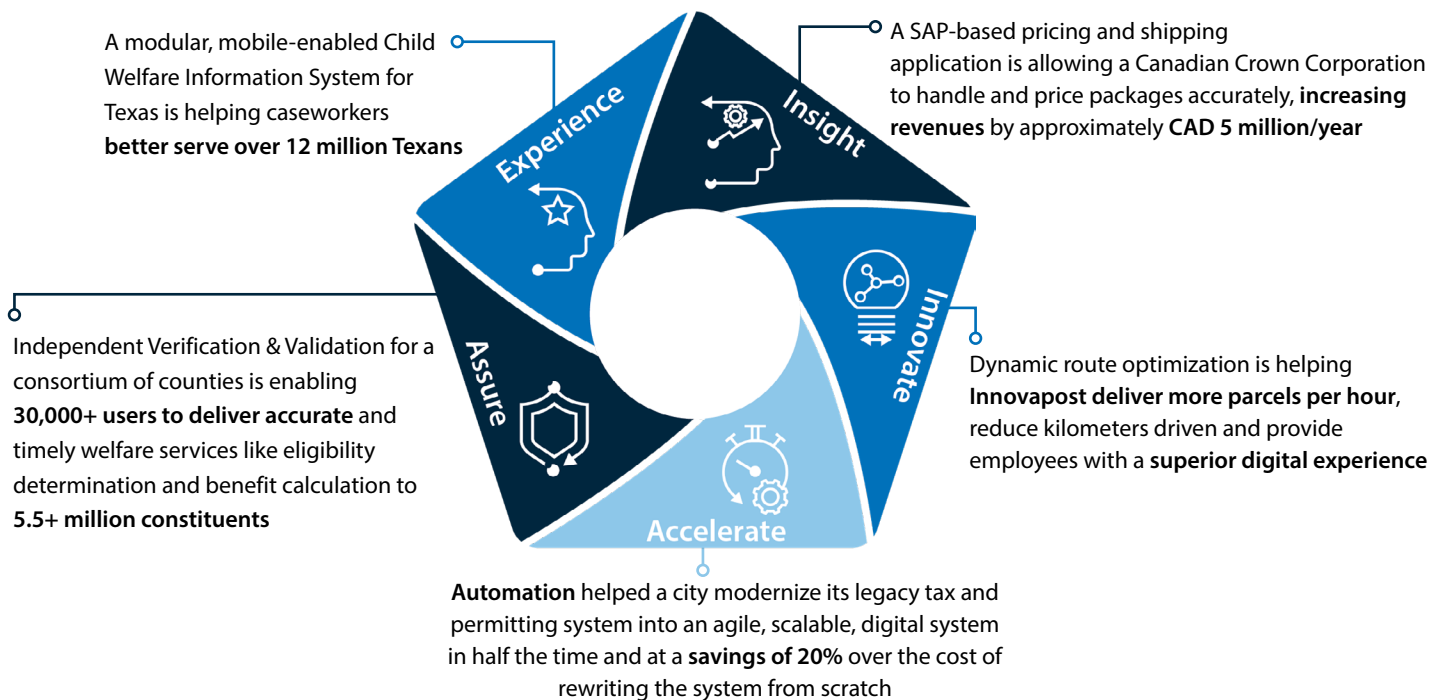 A modular, mobile-enabled Child
Welfare Information System for
Texas is helping caseworkers
better serve over 12 million Texans
Experience
Insight
A SAP-based pricing and shipping
application is allowing a Canadian Crown Corporation
to handle and price packages accurately, increasing
revenues by approximately CAD 5 million/year
Independent Verification & Validation for a
consortium of counties is enabling
30,000+ users to deliver accurate and
timely welfare services like eligibility
determination and benefit calculation to
5.5+ million constituents
Assure
Innovate
Dynamic route optimization is helping
Innovapost deliver more parcels per hour,
reduce kilometers driven and provide
employees with a superior digital experience
Accelerate
Automation helped a city modernize its legacy tax and
permitting system into an agile, scalable, digital system
in half the time and at a savings of 20% over the cost of
rewriting the system from scratch